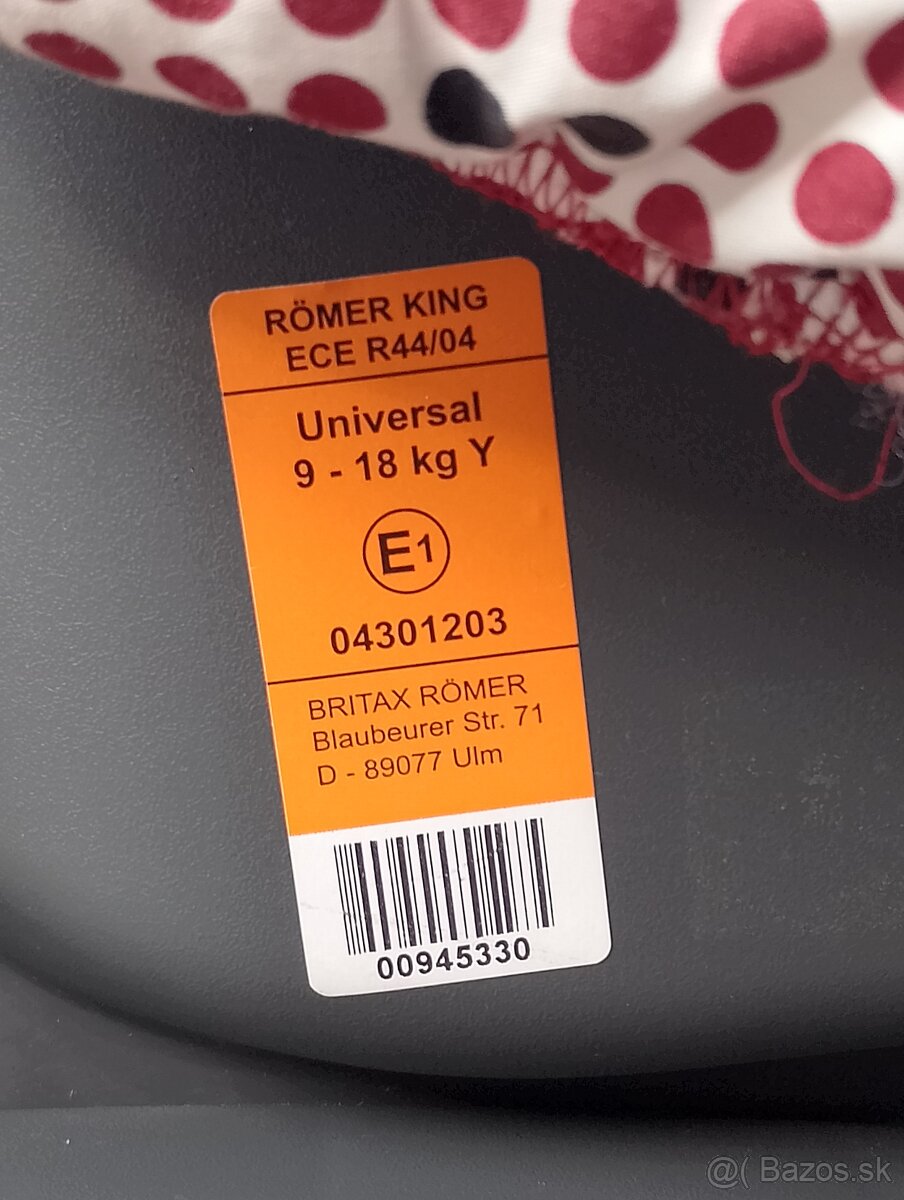 RÖMER KING
ECE R44/04
Universal
9 - 18 kg Y
E1
04301203
BRITAX RÖMER
Blaubeurer Str. 71
D - 89077 Ulm
00945330
@( Bazos.sk